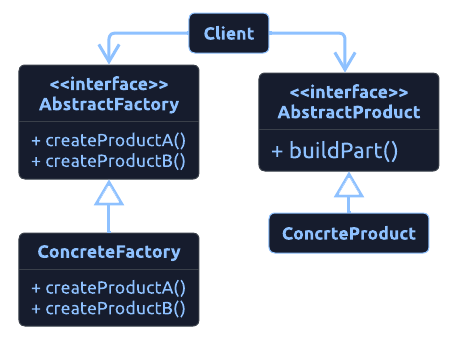 Client
<<interface>>
AbstractFactory
+ createProductA()
+ createProductB()
<<interface>>
AbstractProduct
+ buildPart()
ConcreteFactory
+ createProductA()
+ createProductB()
ConcrteProduct